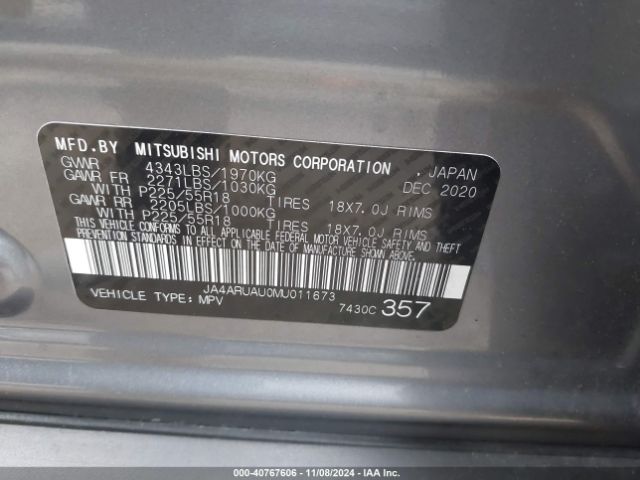 MFD.BY MITSUBISHI MOTORS CORPORATION . JAPAN
GVWR 4343LBS/1970KG DEC 2020
GAWR FR 2271LBS/1030KG
WITH P225/55R18 TIRES 18X7.0J RIMS
GAWR RR 2205LBS/1000KG
WITH P225/55R18 TIRES 18X7.0J RIMS
THIS VEHICLE CONFORMS TO ALL APPLICABLE FEDERAL MOTOR VEHICLE SAFETY AND THEFT
PREVENTION STANDARDS IN EFFECT ON THE DATE OF MANUFACTURE SHOWN ABOVE.
JA4ARUAU0MU011673
VEHICLE TYPE: MPV 7430C 357
000-40767606 - 11/08/2024 - IAA Inc.